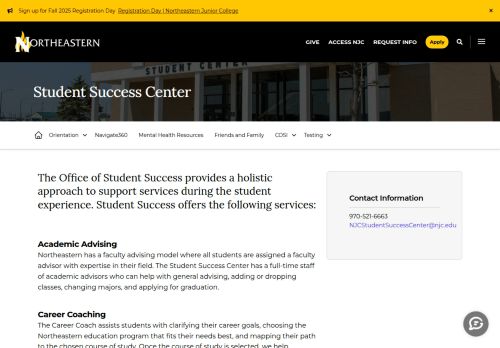 Sign up for Fall 2025 Registration Day Registration Day | Northeastern Junior College ×
NORTHEASTERN GIVE ACCESS NJC REQUEST INFO Apply
STUDENT CENTER
Student Success Center
Orientation Navigate360 Mental Health Resources Friends and Family COSI Testing
The Office of Student Success provides a holistic
approach to support services during the student
experience. Student Success offers the following services:
Contact Information
970-521-6663
NJCStudentSuccessCenter@njc.edu
Academic Advising
Northeastern has a faculty advising model where all students are assigned a faculty
advisor with expertise in their field. The Student Success Center has a full-time staff
of academic advisors who can help with general advising, adding or dropping
classes, changing majors, and applying for graduation.
Career Coaching
The Career Coach assists students with clarifying their career goals, choosing the
Northeastern education program that fits their needs best, and mapping their path
to the chosen course of study. Once the course of study is selected, we help